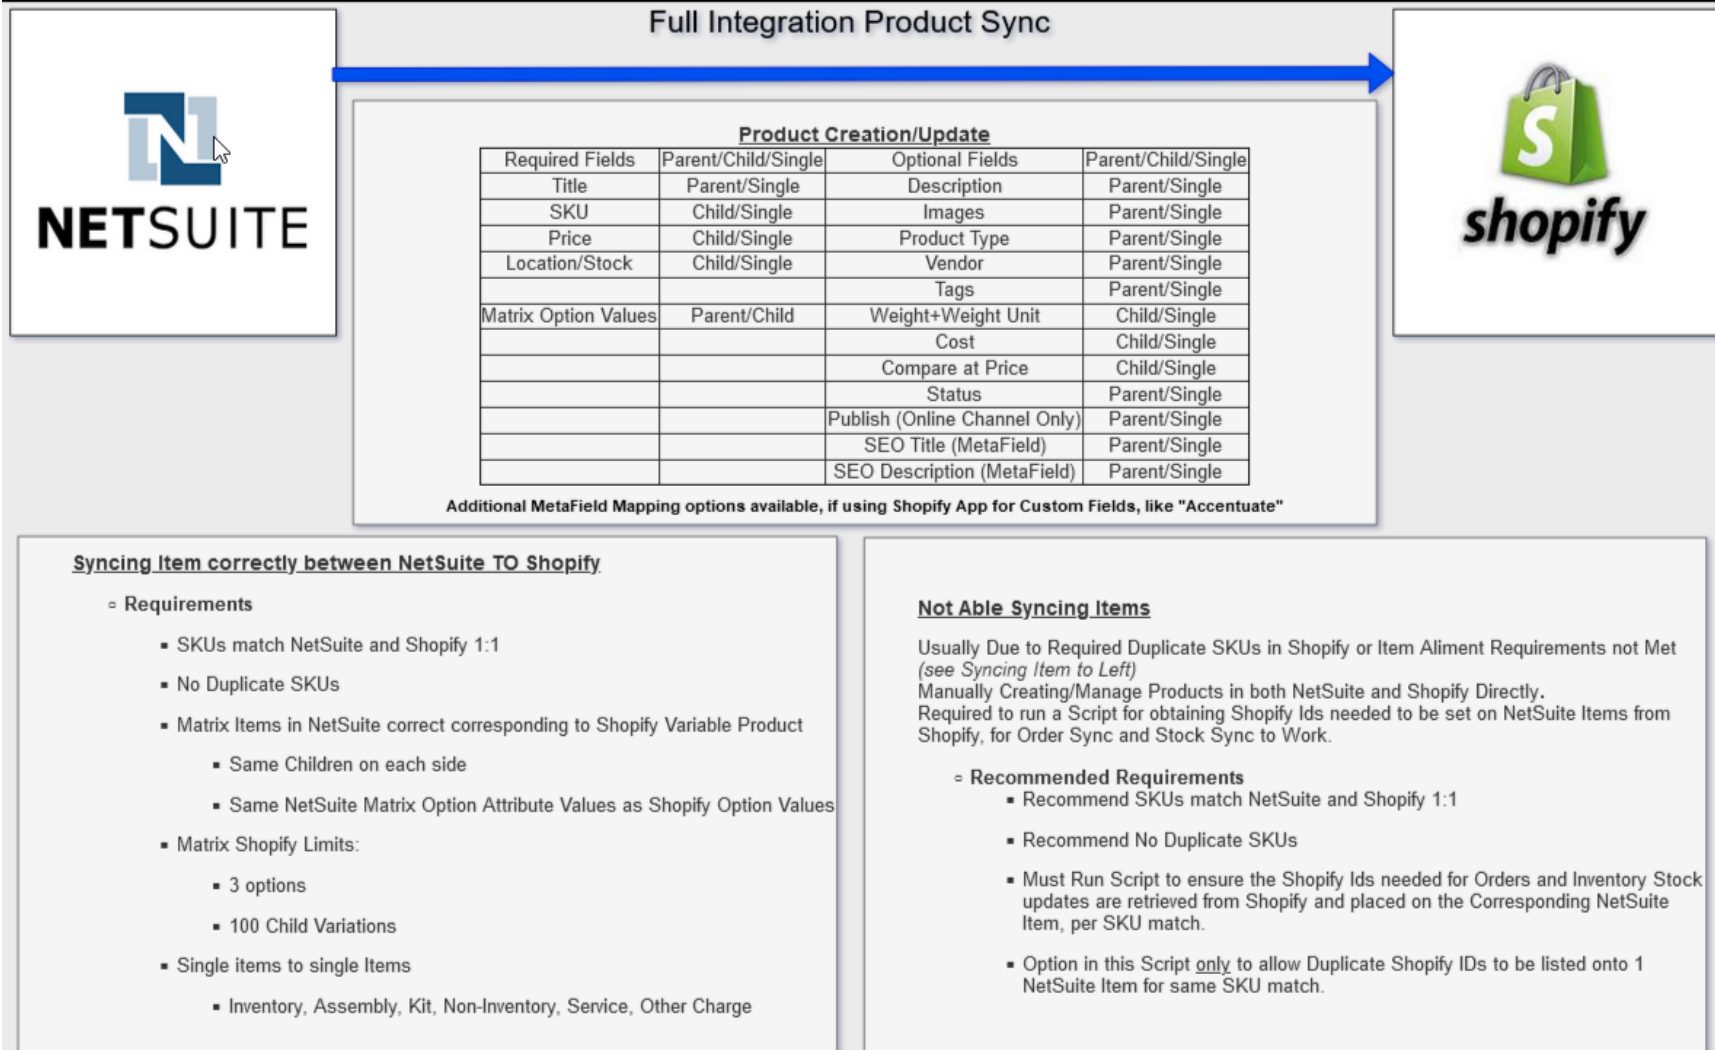 Full Integration Product Sync
NETSUITE
S
shopify
Product Creation/Update
Required Fields Parent/Child/Single Optional Fields Parent/Child/Single
Title Parent/Single Description Parent/Single
SKU Child/Single Images Parent/Single
Price Child/Single Product Type Parent/Single
Location/Stock Child/Single Vendor Parent/Single
Tags Parent/Single
Matrix Option Values Parent/Child Weight+Weight Unit Child/Single
Cost Child/Single
Compare at Price Child/Single
Status Parent/Single
Publish (Online Channel Only) Parent/Single
SEO Title (MetaField) Parent/Single
SEO Description (MetaField) Parent/Single
Additional MetaField Mapping options available, if using Shopify App for Custom Fields, like "Accentuate"
Syncing Item correctly between NetSuite TO Shopify
Requirements
SKUs match NetSuite and Shopify 1:1
No Duplicate SKUs
Matrix Items in NetSuite correct corresponding to Shopify Variable Product
Same Children on each side
Same NetSuite Matrix Option Attribute Values as Shopify Option Values
Matrix Shopify Limits:
3 options
100 Child Variations
Single items to single Items
Inventory, Assembly, Kit, Non-Inventory, Service, Other Charge
Not Able Syncing Items
Usually Due to Required Duplicate SKUs in Shopify or Item Aliment Requirements not Met
(see Syncing Item to Left)
Manually Creating/Manage Products in both NetSuite and Shopify Directly.
Required to run a Script for obtaining Shopify Ids needed to be set on NetSuite Items from
Shopify, for Order Sync and Stock Sync to Work.
Recommended Requirements
Recommend SKUs match NetSuite and Shopify 1:1
Recommend No Duplicate SKUs
Must Run Script to ensure the Shopify Ids needed for Orders and Inventory Stock
updates are retrieved from Shopify and placed on the Corresponding NetSuite
Item, per SKU match.
Option in this Script only to allow Duplicate Shopify IDs to be listed onto 1
NetSuite Item for same SKU match.